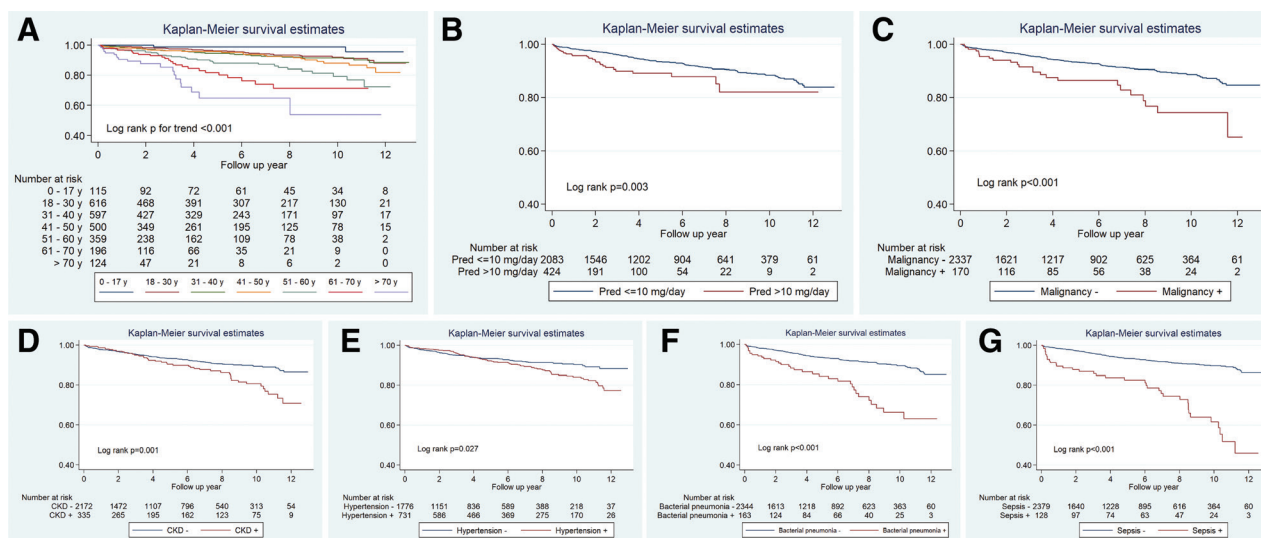 A
Kaplan-Meier survival estimates
1.00
0.80
0.60
0.40
Log rank p for trend <0.001
0 2 4 6 8 10 12
Follow up year
Number at risk
0 - 17 y 115 92 72 61 45 34 8
18 - 30 y 616 468 391 307 217 130 21
31 - 40 y 597 427 329 243 171 97 17
41 - 50 y 500 349 261 195 125 78 15
51 - 60 y 359 238 162 109 78 38 2
61 - 70 y 196 116 66 35 21 9 0
> 70 y 124 47 21 8 6 2 0
0 - 17 y 18 - 30 y 31 - 40 y 41 - 50 y 51 - 60 y 61 - 70 y > 70 y
B
Kaplan-Meier survival estimates
1.00
0.80
0.60
0.40
Log rank p=0.003
0 2 4 6 8 10 12
Follow up year
Number at risk
Pred <=10 mg/day 2083 1546 1202 904 641 379 61
Pred >10 mg/day 424 191 100 54 22 9 2
Pred <=10 mg/day Pred >10 mg/day
C
Kaplan-Meier survival estimates
1.00
0.80
0.60
0.40
Log rank p<0.001
0 2 4 6 8 10 12
Follow up year
Number at risk
Malignancy - 2337 1621 1217 902 625 364 61
Malignancy + 170 116 85 56 38 24 2
Malignancy - Malignancy +
D
Kaplan-Meier survival estimates
1.00
0.80
0.60
0.40
Log rank p=0.001
0 2 4 6 8 10 12
Follow up year
Number at risk
CKD - 2172 1472 1107 796 540 313 54
CKD + 335 265 195 162 123 75 9
CKD - CKD +
E
Kaplan-Meier survival estimates
1.00
0.80
0.60
0.40
Log rank p=0.027
0 2 4 6 8 10 12
Follow up year
Number at risk
Hypertension - 1776 1151 836 589 388 218 37
Hypertension + 731 586 466 369 275 170 26
Hypertension - Hypertension +
F
Kaplan-Meier survival estimates
1.00
0.80
0.60
0.40
Log rank p<0.001
0 2 4 6 8 10 12
Follow up year
Number at risk
Bacterial pneumonia - 2344 1613 1218 892 623 363 60
Bacterial pneumonia + 163 124 84 66 40 25 3
Bacterial pneumonia - Bacterial pneumonia +
G
Kaplan-Meier survival estimates
1.00
0.80
0.60
0.40
Log rank p<0.001
0 2 4 6 8 10 12
Follow up year
Number at risk
Sepsis - 2379 1640 1228 895 616 364 60
Sepsis + 128 97 74 63 47 24 3
Sepsis - Sepsis +